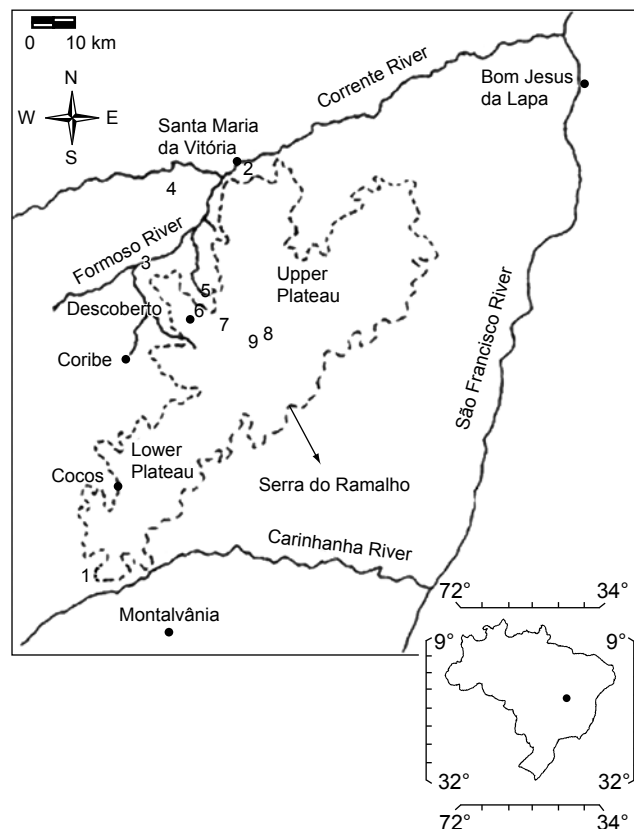 0 10 km
N
W E
S
Corrente River
Bom Jesus
da Lapa
Santa Maria
da Vitória
2
4
Formoso River
3
Upper
Plateau
5
Descoberto
6
7
8
9
Coribe
São Francisco River
Lower
Plateau
Cocos
Serra do Ramalho
Carinhanha River
1
Montalvânia
72° 34°
9° 9°
32° 32°
72° 34°